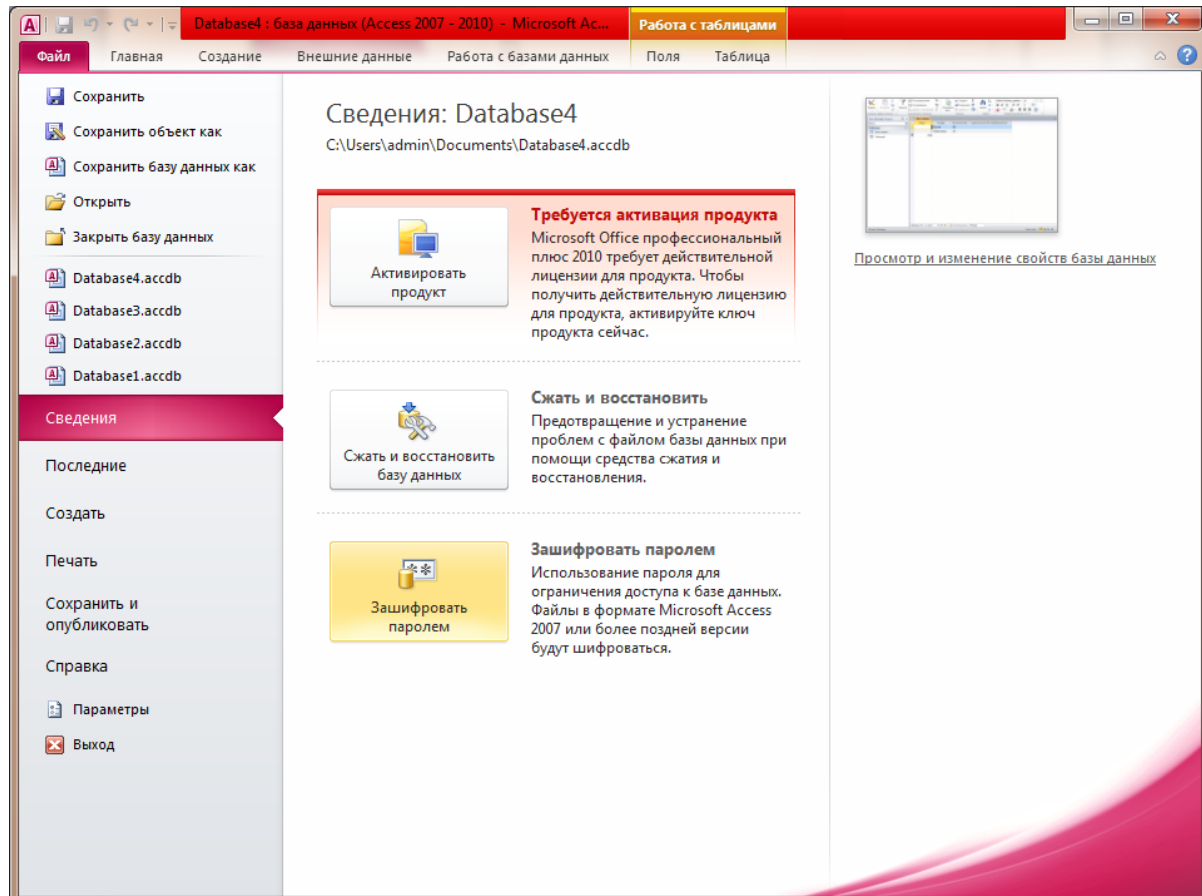 Database4 : база данных (Access 2007 - 2010) - Microsoft Ac...
Работа с таблицами
Файл
Главная
Создание
Внешние данные
Работа с базами данных
Поля
Таблица
Сохранить
Сохранить объект как
Сохранить базу данных как
Открыть
Закрыть базу данных
Database4.accdb
Database3.accdb
Database2.accdb
Database1.accdb
Сведения
Последние
Создать
Печать
Сохранить и
опубликовать
Справка
Параметры
Выход
Сведения: Database4
C:\Users\admin\Documents\Database4.accdb
Активировать
продукт
Требуется активация продукта
Microsoft Office профессиональный
плюс 2010 требует действительной
лицензии для продукта. Чтобы
получить действительную лицензию
для продукта, активируйте ключ
продукта сейчас.
Сжать и восстановить
базу данных
Сжать и восстановить
Предотвращение и устранение
проблем с файлом базы данных при
помощи средства сжатия и
восстановления.
Зашифровать
паролем
Зашифровать паролем
Использование пароля для
ограничения доступа к базе данных.
Файлы в формате Microsoft Access
2007 или более поздней версии
будут шифроваться.
Просмотр и изменение свойств базы данных